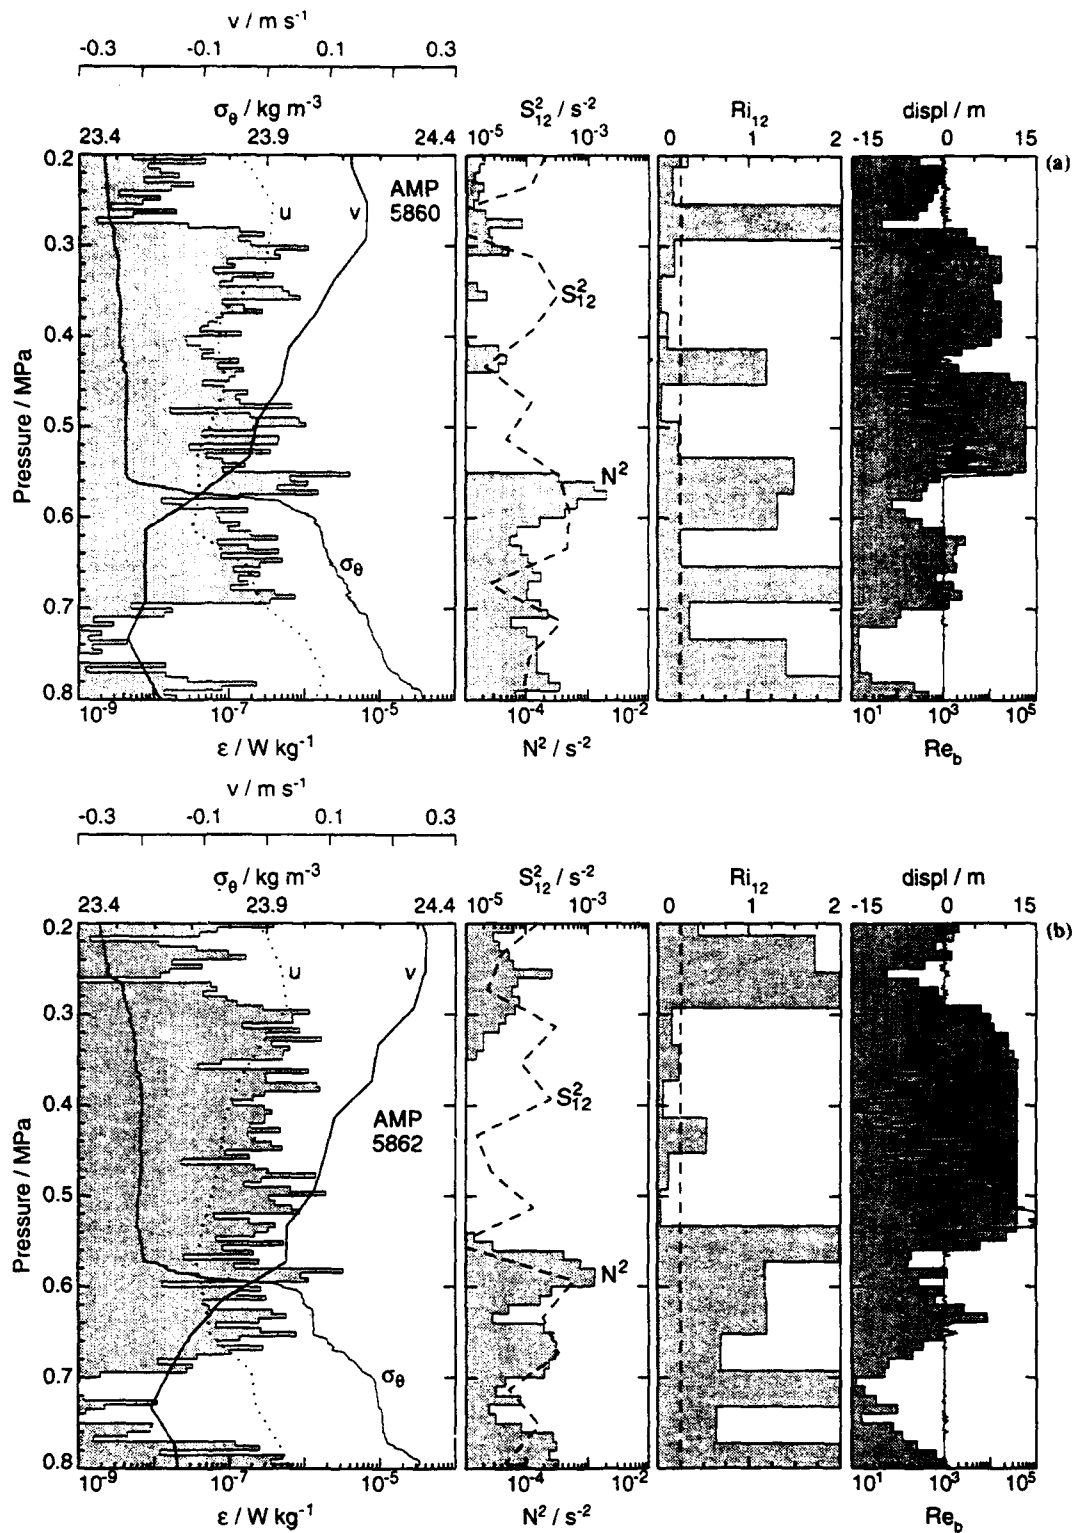 v / m s⁻¹
-0.3 -0.1 0.1 0.3
σθ / kg m⁻³ S²₁₂ / s⁻² Ri₁₂ displ / m
23.4 23.9 24.4 10⁻⁵ 10⁻³ 0 1 2 -15 0 15
0.2 (a)
AMP
5860
u v
0.3
S²₁₂
0.4
Pressure / MPa
0.5
N²
0.6
σθ
0.7
0.8
10⁻⁹ 10⁻⁷ 10⁻⁵ 10⁻⁴ 10⁻² 10¹ 10³ 10⁵
ε / W kg⁻¹ N² / s⁻² Re_b
v / m s⁻¹
-0.3 -0.1 0.1 0.3
σθ / kg m⁻³ S²₁₂ / s⁻² Ri₁₂ displ / m
23.4 23.9 24.4 10⁻⁵ 10⁻³ 0 1 2 -15 0 15
0.2 (b)
u v
0.3
S²₁₂
0.4
AMP
5862
Pressure / MPa
0.5
N²
0.6
σθ
0.7
0.8
10⁻⁹ 10⁻⁷ 10⁻⁵ 10⁻⁴ 10⁻² 10¹ 10³ 10⁵
ε / W kg⁻¹ N² / s⁻² Re_b